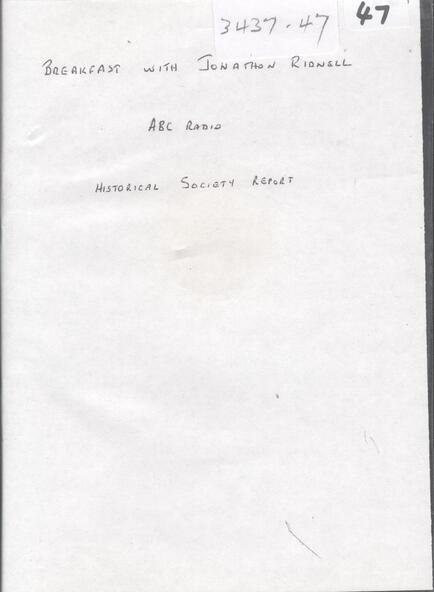 3437.47
47
BREAKFAST WITH JONATHON RIDNELL
ABC RADIO
HISTORICAL SOCIETY REPORT